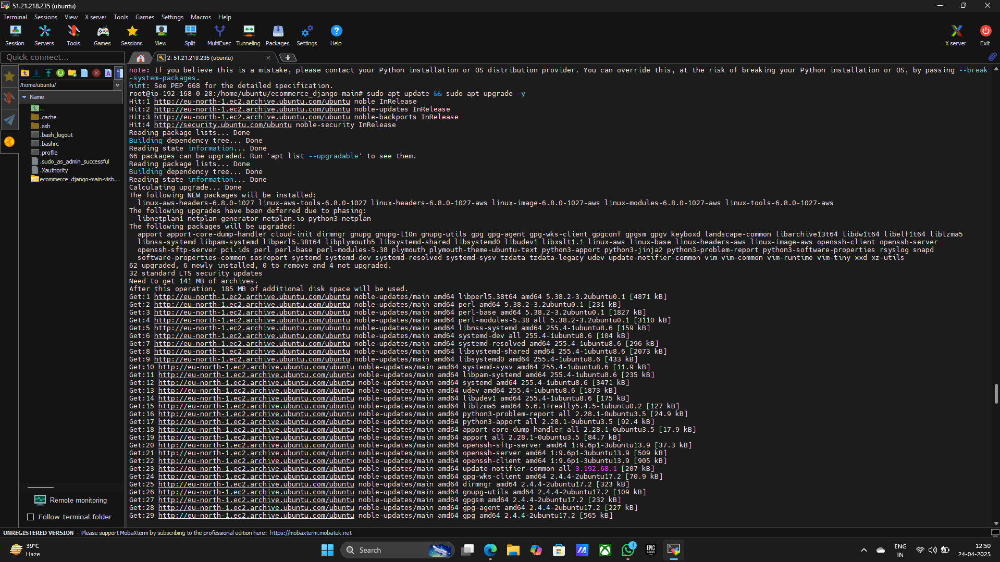 51.21.218.235 (ubuntu)
Terminal Sessions View X server Tools Games Settings Macros Help
Session Servers Tools Games Sessions View Split MultiExec Tunneling Packages Settings Help X server Exit
Quick connect...
2. 51.21.218.235 (ubuntu)
/home/ubuntu/
Name
..
.cache
.ssh
.bash_logout
.bashrc
.profile
.sudo_as_admin_successful
.Xauthority
ecommerce_django-main-vish...
Remote monitoring
Follow terminal folder
note: If you believe this is a mistake, please contact your Python installation or OS distribution provider. You can override this, at the risk of breaking your Python installation or OS, by passing --break
-system-packages.
hint: See PEP 668 for the detailed specification.
root@ip-192-168-0-28:/home/ubuntu/ecommerce_django-main# sudo apt update && sudo apt upgrade -y
Hit:1 http://eu-north-1.ec2.archive.ubuntu.com/ubuntu noble InRelease
Hit:2 http://eu-north-1.ec2.archive.ubuntu.com/ubuntu noble-updates InRelease
Hit:3 http://eu-north-1.ec2.archive.ubuntu.com/ubuntu noble-backports InRelease
Hit:4 http://security.ubuntu.com/ubuntu noble-security InRelease
Reading package lists... Done
Building dependency tree... Done
Reading state information... Done
66 packages can be upgraded. Run 'apt list --upgradable' to see them.
Reading package lists... Done
Building dependency tree... Done
Reading state information... Done
Calculating upgrade... Done
The following NEW packages will be installed:
linux-aws-headers-6.8.0-1027 linux-aws-tools-6.8.0-1027 linux-headers-6.8.0-1027-aws linux-image-6.8.0-1027-aws linux-modules-6.8.0-1027-aws linux-tools-6.8.0-1027-aws
The following upgrades have been deferred due to phasing:
libnetplan1 netplan-generator netplan.io python3-netplan
The following packages will be upgraded:
apport apport-core-dump-handler cloud-init dirmngr gnupg gnupg-l10n gnupg-utils gpg gpg-agent gpg-wks-client gpgconf gpgsm gpgv keyboxd landscape-common libarchive13t64 libdw1t64 libelf1t64 liblzma5
libnss-systemd libpam-systemd libperl5.38t64 libplymouth5 libsystemd-shared libsystemd0 libudev1 libxslt1.1 linux-aws linux-base linux-headers-aws linux-image-aws openssh-client openssh-server
openssh-sftp-server pci.ids perl perl-base perl-modules-5.38 plymouth plymouth-theme-ubuntu-text python3-apport python3-jinja2 python3-problem-report python3-software-properties rsyslog snapd
software-properties-common sosreport systemd systemd-dev systemd-resolved systemd-sysv tzdata tzdata-legacy udev update-notifier-common vim vim-common vim-runtime vim-tiny xxd xz-utils
62 upgraded, 6 newly installed, 0 to remove and 4 not upgraded.
32 standard LTS security updates
Need to get 141 MB of archives.
After this operation, 185 MB of additional disk space will be used.
Get:1 http://eu-north-1.ec2.archive.ubuntu.com/ubuntu noble-updates/main amd64 libperl5.38t64 amd64 5.38.2-3.2ubuntu0.1 [4871 kB]
Get:2 http://eu-north-1.ec2.archive.ubuntu.com/ubuntu noble-updates/main amd64 perl amd64 5.38.2-3.2ubuntu0.1 [231 kB]
Get:3 http://eu-north-1.ec2.archive.ubuntu.com/ubuntu noble-updates/main amd64 perl-base amd64 5.38.2-3.2ubuntu0.1 [1827 kB]
Get:4 http://eu-north-1.ec2.archive.ubuntu.com/ubuntu noble-updates/main amd64 perl-modules-5.38 all 5.38.2-3.2ubuntu0.1 [3110 kB]
Get:5 http://eu-north-1.ec2.archive.ubuntu.com/ubuntu noble-updates/main amd64 libnss-systemd amd64 255.4-1ubuntu8.6 [159 kB]
Get:6 http://eu-north-1.ec2.archive.ubuntu.com/ubuntu noble-updates/main amd64 systemd-dev all 255.4-1ubuntu8.6 [104 kB]
Get:7 http://eu-north-1.ec2.archive.ubuntu.com/ubuntu noble-updates/main amd64 systemd-resolved amd64 255.4-1ubuntu8.6 [296 kB]
Get:8 http://eu-north-1.ec2.archive.ubuntu.com/ubuntu noble-updates/main amd64 libsystemd-shared amd64 255.4-1ubuntu8.6 [2073 kB]
Get:9 http://eu-north-1.ec2.archive.ubuntu.com/ubuntu noble-updates/main amd64 libsystemd0 amd64 255.4-1ubuntu8.6 [433 kB]
Get:10 http://eu-north-1.ec2.archive.ubuntu.com/ubuntu noble-updates/main amd64 systemd-sysv amd64 255.4-1ubuntu8.6 [11.9 kB]
Get:11 http://eu-north-1.ec2.archive.ubuntu.com/ubuntu noble-updates/main amd64 libpam-systemd amd64 255.4-1ubuntu8.6 [235 kB]
Get:12 http://eu-north-1.ec2.archive.ubuntu.com/ubuntu noble-updates/main amd64 systemd amd64 255.4-1ubuntu8.6 [3471 kB]
Get:13 http://eu-north-1.ec2.archive.ubuntu.com/ubuntu noble-updates/main amd64 udev amd64 255.4-1ubuntu8.6 [1873 kB]
Get:14 http://eu-north-1.ec2.archive.ubuntu.com/ubuntu noble-updates/main amd64 libudev1 amd64 255.4-1ubuntu8.6 [175 kB]
Get:15 http://eu-north-1.ec2.archive.ubuntu.com/ubuntu noble-updates/main amd64 liblzma5 amd64 5.6.1+really5.4.5-1ubuntu0.2 [127 kB]
Get:16 http://eu-north-1.ec2.archive.ubuntu.com/ubuntu noble-updates/main amd64 python3-problem-report all 2.28.1-0ubuntu3.5 [24.9 kB]
Get:17 http://eu-north-1.ec2.archive.ubuntu.com/ubuntu noble-updates/main amd64 python3-apport all 2.28.1-0ubuntu3.5 [92.4 kB]
Get:18 http://eu-north-1.ec2.archive.ubuntu.com/ubuntu noble-updates/main amd64 apport-core-dump-handler all 2.28.1-0ubuntu3.5 [17.9 kB]
Get:19 http://eu-north-1.ec2.archive.ubuntu.com/ubuntu noble-updates/main amd64 apport all 2.28.1-0ubuntu3.5 [84.7 kB]
Get:20 http://eu-north-1.ec2.archive.ubuntu.com/ubuntu noble-updates/main amd64 openssh-sftp-server amd64 1:9.6p1-3ubuntu13.9 [37.3 kB]
Get:21 http://eu-north-1.ec2.archive.ubuntu.com/ubuntu noble-updates/main amd64 openssh-server amd64 1:9.6p1-3ubuntu13.9 [509 kB]
Get:22 http://eu-north-1.ec2.archive.ubuntu.com/ubuntu noble-updates/main amd64 openssh-client amd64 1:9.6p1-3ubuntu13.9 [905 kB]
Get:23 http://eu-north-1.ec2.archive.ubuntu.com/ubuntu noble-updates/main amd64 update-notifier-common all 3.192.68.1 [207 kB]
Get:24 http://eu-north-1.ec2.archive.ubuntu.com/ubuntu noble-updates/main amd64 gpg-wks-client amd64 2.4.4-2ubuntu17.2 [70.9 kB]
Get:25 http://eu-north-1.ec2.archive.ubuntu.com/ubuntu noble-updates/main amd64 dirmngr amd64 2.4.4-2ubuntu17.2 [323 kB]
Get:26 http://eu-north-1.ec2.archive.ubuntu.com/ubuntu noble-updates/main amd64 gnupg-utils amd64 2.4.4-2ubuntu17.2 [109 kB]
Get:27 http://eu-north-1.ec2.archive.ubuntu.com/ubuntu noble-updates/main amd64 gpgsm amd64 2.4.4-2ubuntu17.2 [232 kB]
Get:28 http://eu-north-1.ec2.archive.ubuntu.com/ubuntu noble-updates/main amd64 gpg-agent amd64 2.4.4-2ubuntu17.2 [227 kB]
Get:29 http://eu-north-1.ec2.archive.ubuntu.com/ubuntu noble-updates/main amd64 gpg amd64 2.4.4-2ubuntu17.2 [565 kB]
UNREGISTERED VERSION - Please support MobaXterm by subscribing to the professional edition here: https://mobaxterm.mobatek.net
39°C
Haze
Search
1
EPIC
GAMES
ENG
IN
12:50
24-04-2025